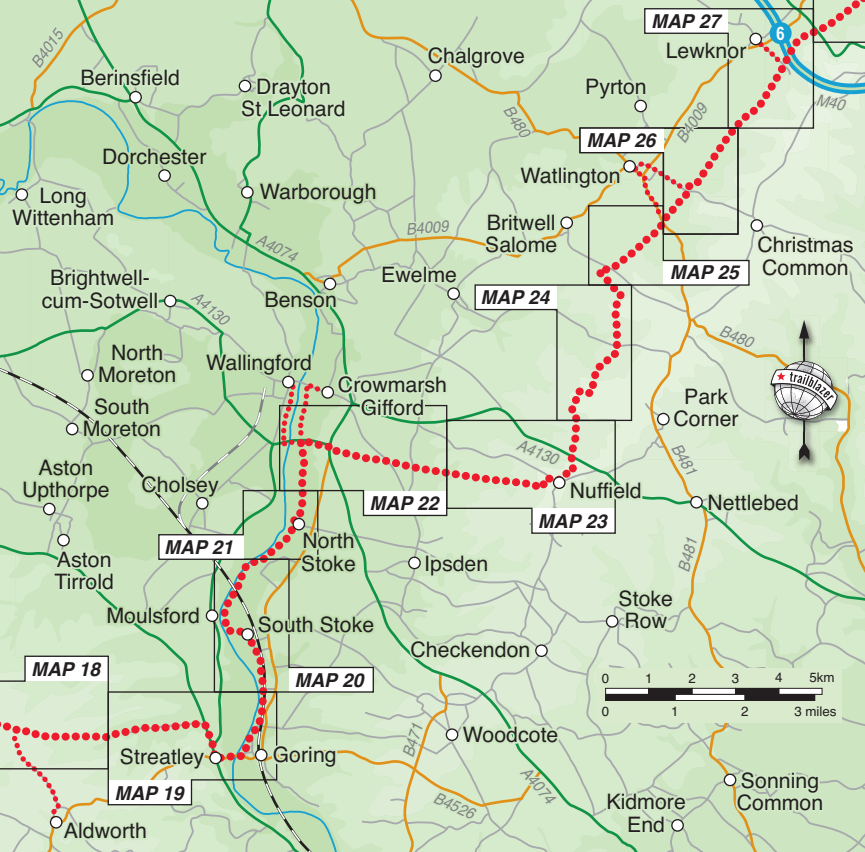 MAP 27
6
Lewknor
B4015
Chalgrove
Berinsfield
Drayton
St Leonard
Pyrton
M40
B480
B4009
MAP 26
Dorchester
Watlington
Long
Wittenham
Warborough
Britwell
Salome
B4009
A4074
Christmas
Common
MAP 25
Brightwell-
cum-Sotwell
Ewelme
Benson
MAP 24
A4130
B480
North
Moreton
Wallingford
trailblazer
Crowmarsh
Gifford
Park
Corner
South
Moreton
A4130
B481
Aston
Upthorpe
Cholsey
Nuffield
MAP 22
Nettlebed
MAP 23
North
Stoke
MAP 21
Aston
Tirrold
Ipsden
B481
Moulsford
South Stoke
Stoke
Row
Checkendon
MAP 18
MAP 20
0 1 2 3 4 5km
0 1 2 3 miles
Streatley
Goring
B471
Woodcote
MAP 19
A4074
B4526
Sonning
Common
Kidmore
End
Aldworth